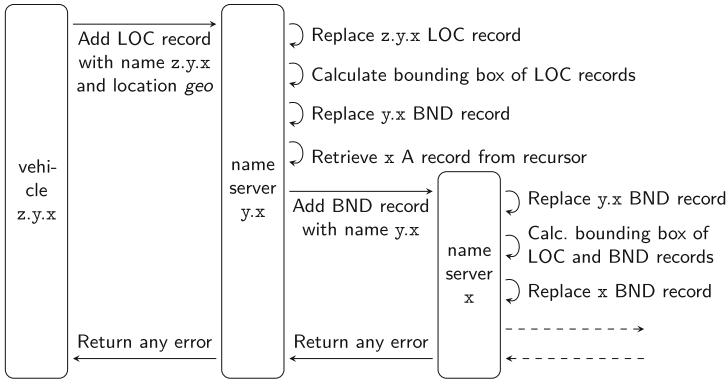 vehi-
cle
z.y.x
Add LOC record
with name z.y.x
and location geo
name
server
y.x
Replace z.y.x LOC record
Calculate bounding box of LOC records
Replace y.x BND record
Retrieve x A record from recursor
Add BND record
with name y.x
name
server
x
Replace y.x BND record
Calc. bounding box of
LOC and BND records
Replace x BND record
Return any error
Return any error